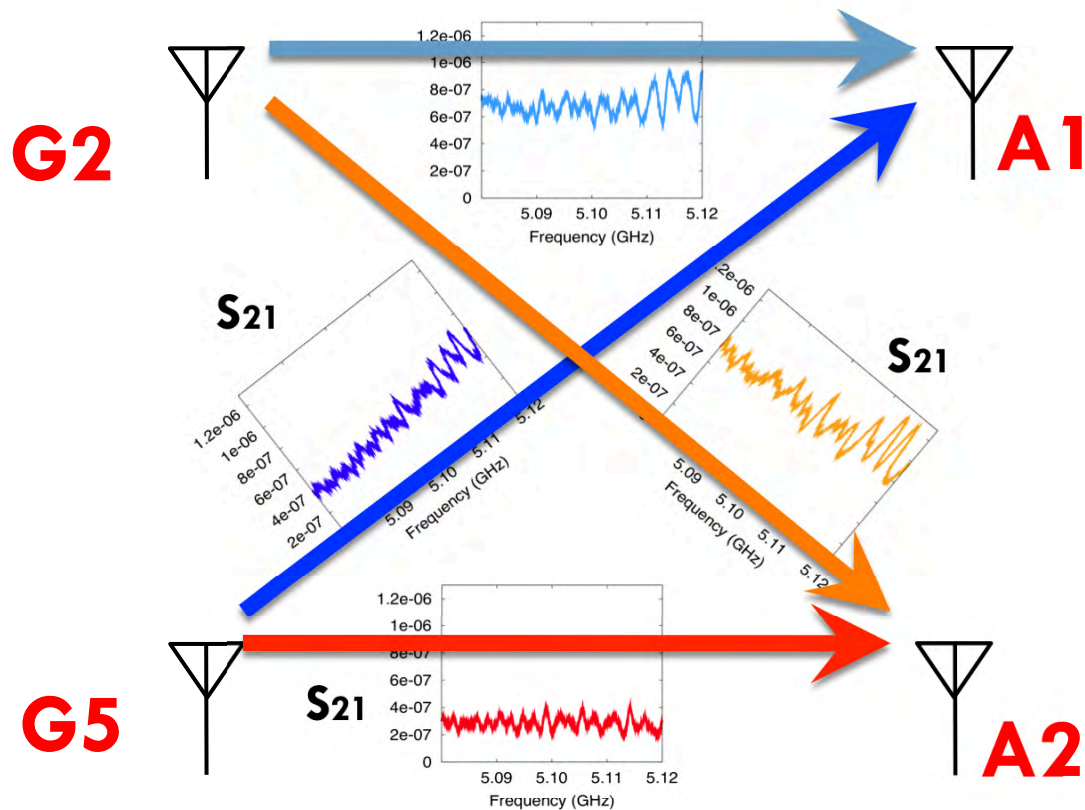 G2
A1
1.2e-06
1e-06
8e-07
6e-07
4e-07
2e-07
0
5.09 5.10 5.11 5.12
Frequency (GHz)
S21
1.2e-06
1e-06
8e-07
6e-07
4e-07
2e-07
5.09 5.10 5.11 5.12
Frequency (GHz)
.2e-06
1e-06
8e-07
6e-07
4e-07
2e-07
S21
5.09 5.10 5.11 5.12
Frequency (GHz)
G5
S21
1.2e-06
1e-06
8e-07
6e-07
4e-07
2e-07
0
5.09 5.10 5.11 5.12
Frequency (GHz)
A2